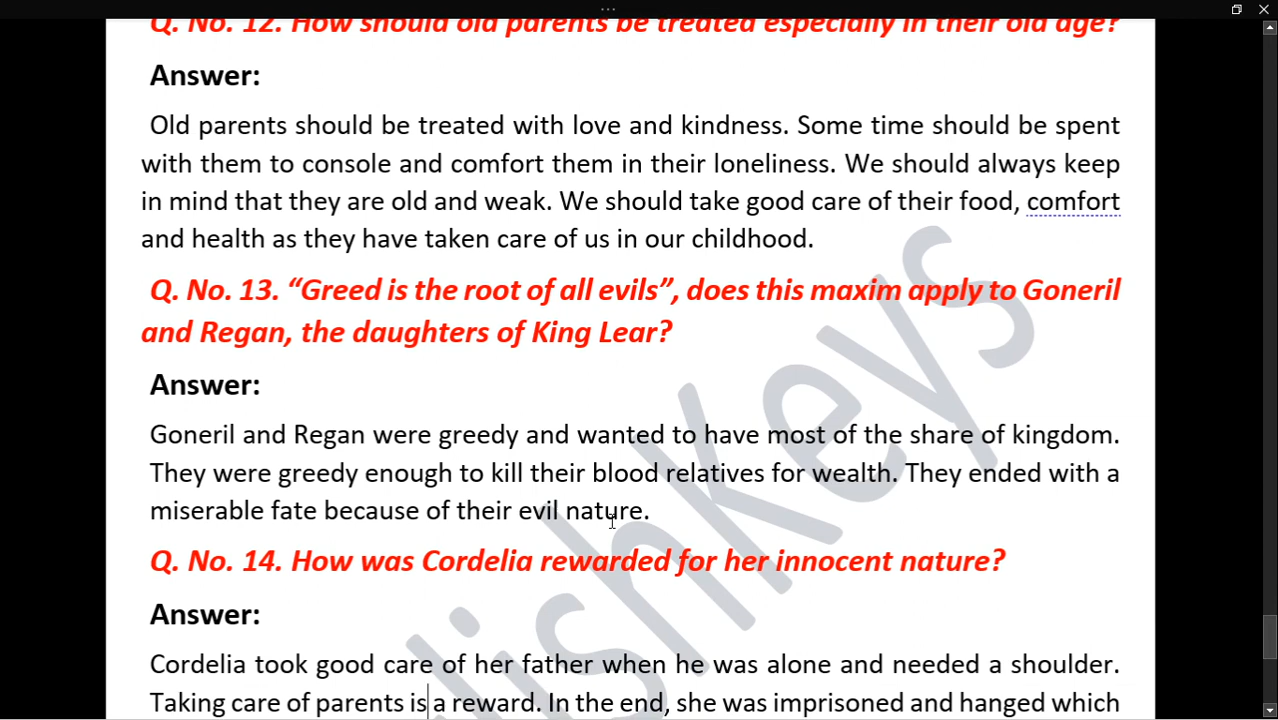 Q. No. 12. How should old parents be treated especially in their old age?
Answer:
Old parents should be treated with love and kindness. Some time should be spent
with them to console and comfort them in their loneliness. We should always keep
in mind that they are old and weak. We should take good care of their food, comfort
and health as they have taken care of us in our childhood.
Q. No. 13. “Greed is the root of all evils”, does this maxim apply to Goneril
and Regan, the daughters of King Lear?
Answer:
Goneril and Regan were greedy and wanted to have most of the share of kingdom.
They were greedy enough to kill their blood relatives for wealth. They ended with a
miserable fate because of their evil nature.
Q. No. 14. How was Cordelia rewarded for her innocent nature?
Answer:
Cordelia took good care of her father when he was alone and needed a shoulder.
Taking care of parents is a reward. In the end, she was imprisoned and hanged which
lishKeys